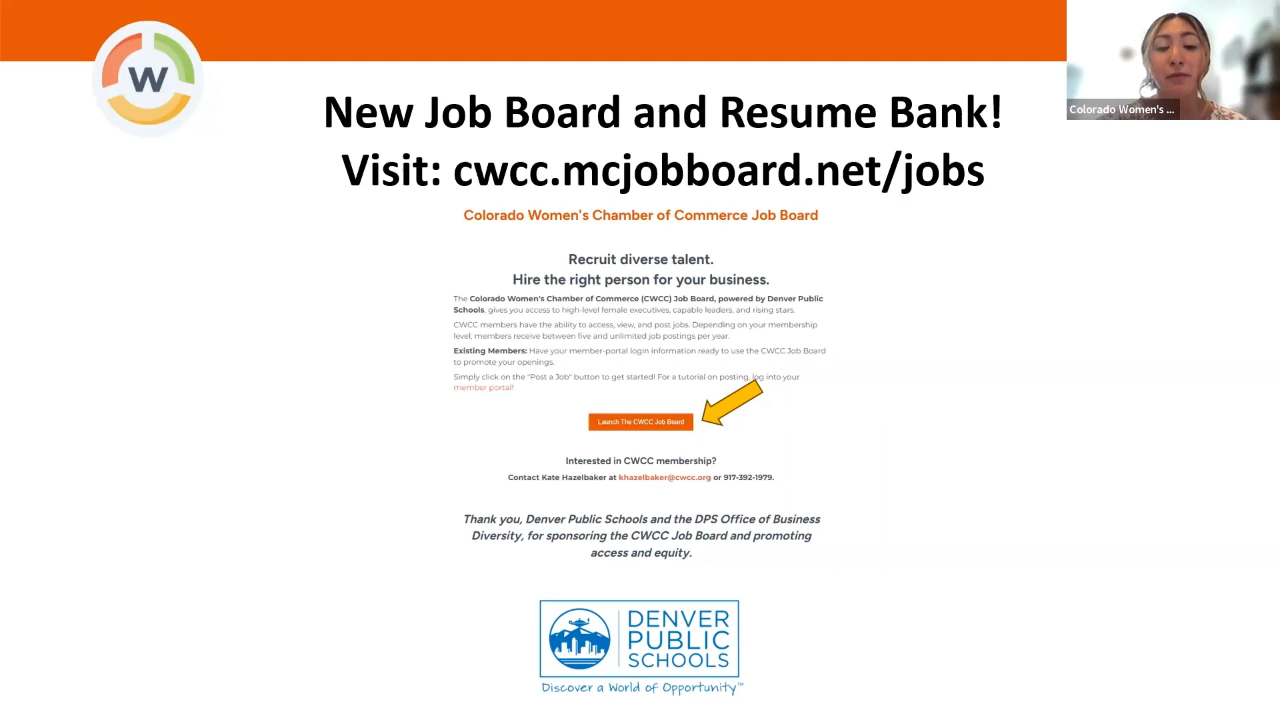 W
New Job Board and Resume Bank!
Visit: cwcc.mcjobboard.net/jobs
Colorado Women's ...
Colorado Women's Chamber of Commerce Job Board
Recruit diverse talent.
Hire the right person for your business.
The Colorado Women's Chamber of Commerce (CWCC) Job Board, powered by Denver Public
Schools, gives you access to high-level female executives, capable leaders, and rising stars.
CWCC members have the ability to access, view, and post jobs. Depending on your membership
level, members receive between five and unlimited job postings per year.
Existing Members: Have your member-portal login information ready to use the CWCC Job Board
to promote your openings.
Simply click on the "Post a Job" button to get started! For a tutorial on posting, log into your
member portal!
Launch The CWCC Job Board
Interested in CWCC membership?
Contact Kate Hazelbaker at khazelbaker@cwcc.org or 917-392-1979.
Thank you, Denver Public Schools and the DPS Office of Business
Diversity, for sponsoring the CWCC Job Board and promoting
access and equity.
DENVER
PUBLIC
SCHOOLS
Discover a World of Opportunity™